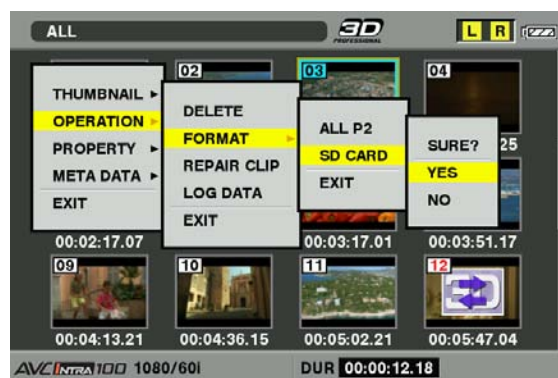 ALL
3D
PROFESSIONAL
L R
02
03
04
THUMBNAIL
OPERATION
PROPERTY
META DATA
EXIT
DELETE
FORMAT
REPAIR CLIP
LOG DATA
EXIT
ALL P2
SD CARD
EXIT
25
SURE?
YES
NO
00:02:17.07
00:03:17.01
00:03:51.17
09
10
11
12
3D
00:04:13.21
00:04:36.15
00:05:02.21
00:05:47.04
AVC INTRA 100 1080/60i
DUR 00:00:12.18